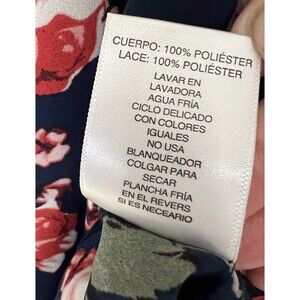 CUERPO: 100% POLIÉSTER
LACE: 100% POLIÉSTER
LAVAR EN
LAVADORA
AGUA FRÍA
CICLO DELICADO
CON COLORES
IGUALES
NO USA
BLANQUEADOR
COLGAR PARA
SECAR
PLANCHA FRÍA
EN EL REVERS
SI ES NECEARIO